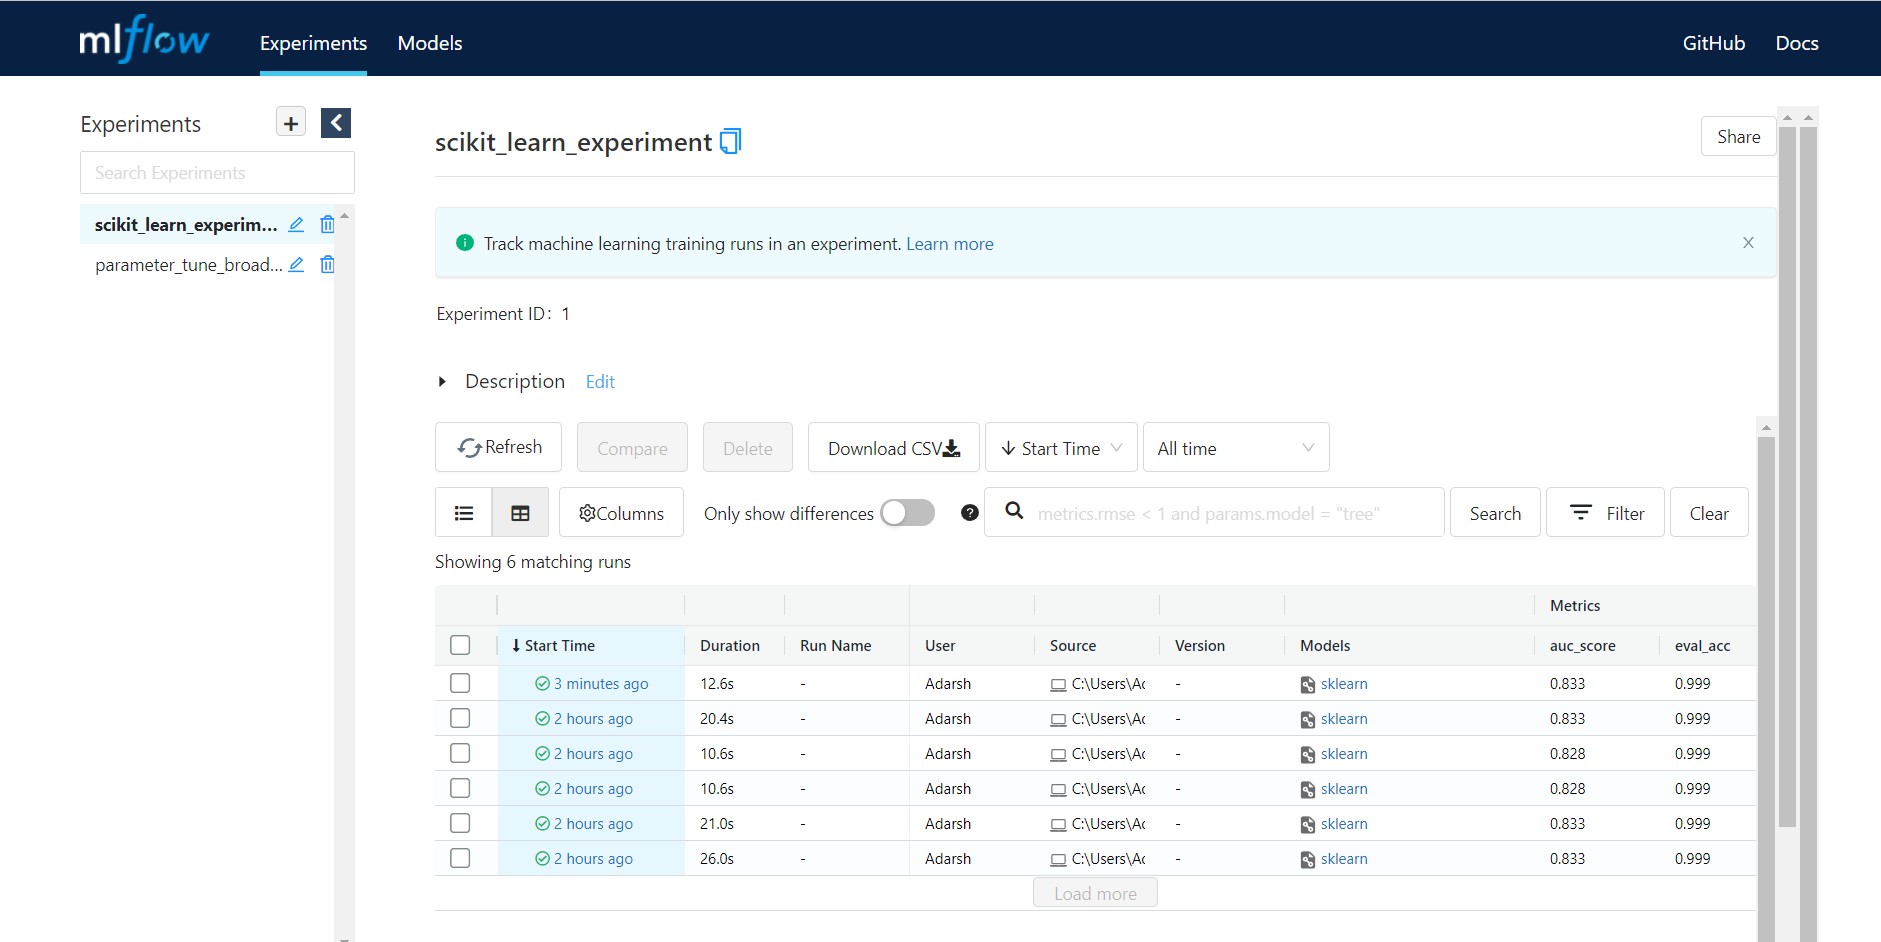 mlflow Experiments Models GitHub Docs
Experiments +
Search Experiments
scikit_learn_experim...
parameter_tune_broad...
scikit_learn_experiment
Share
Track machine learning training runs in an experiment. Learn more
Experiment ID: 1
Description Edit
Refresh Compare Delete Download CSV Start Time All time
Columns Only show differences ? metrics.rmse < 1 and params.model = "tree" Search Filter Clear
Showing 6 matching runs
Metrics
Start Time Duration Run Name User Source Version Models auc_score eval_acc
3 minutes ago 12.6s - Adarsh C:\Users\Ac - sklearn 0.833 0.999
2 hours ago 20.4s - Adarsh C:\Users\Ac - sklearn 0.833 0.999
2 hours ago 10.6s - Adarsh C:\Users\Ac - sklearn 0.828 0.999
2 hours ago 10.6s - Adarsh C:\Users\Ac - sklearn 0.828 0.999
2 hours ago 21.0s - Adarsh C:\Users\Ac - sklearn 0.833 0.999
2 hours ago 26.0s - Adarsh C:\Users\Ac - sklearn 0.833 0.999
Load more